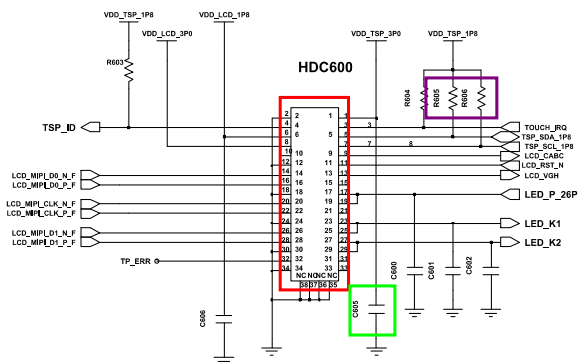 VDD_TSP_1P8
VDD_LCD_1P8
VDD_LCD_3P0
VDD_TSP_3P0
VDD_TSP_1P8
R603
HDC600
R604
R605
R606
TSP_ID
2
4
6
8
10
12
14
16
18
20
22
24
26
28
30
32
34
2
4
6
10
12
14
16
18
20
22
24
26
28
30
32
34
1
3
5
7
9
11
13
15
17
19
21
23
25
27
29
31
33
1
3
5
7
9
11
13
15
17
19
21
23
25
27
29
31
33
3
7
8
TOUCH_IRQ
TSP_SDA_1P8
TSP_SCL_1P8
LCD_CABC
LCD_RST_N
LCD_VGH
LCD_MIPI_D0_N_F
LCD_MIPI_D0_P_F
LED_P_26P
LCD_MIPI_CLK_N_F
LCD_MIPI_CLK_P_F
LED_K1
LCD_MIPI_D1_N_F
LCD_MIPI_D1_P_F
LED_K2
TP_ERR
NC NC NC NC
38 37 36 35
C600
C601
C602
C605
C606